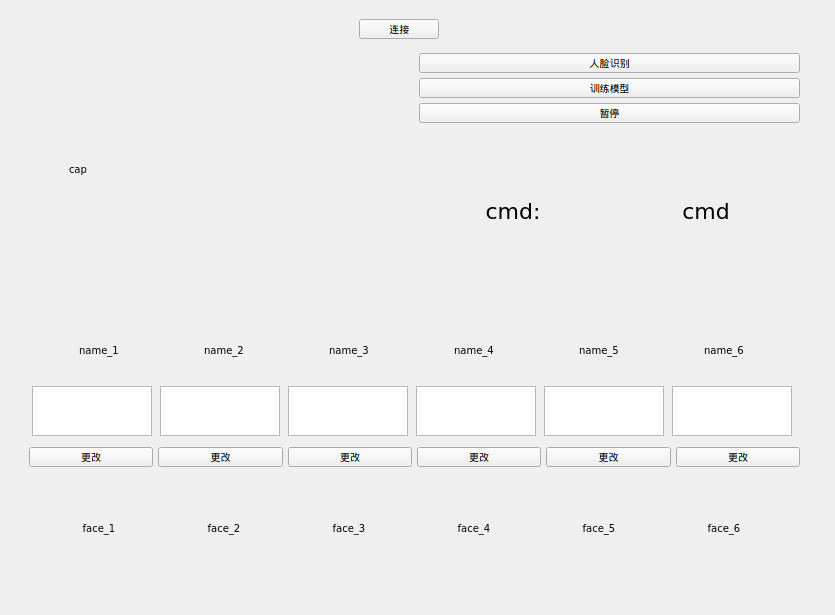 连接
人脸识别
训练模型
暂停
cap
cmd: cmd
name_1 name_2 name_3 name_4 name_5 name_6
更改 更改 更改 更改 更改 更改
face_1 face_2 face_3 face_4 face_5 face_6